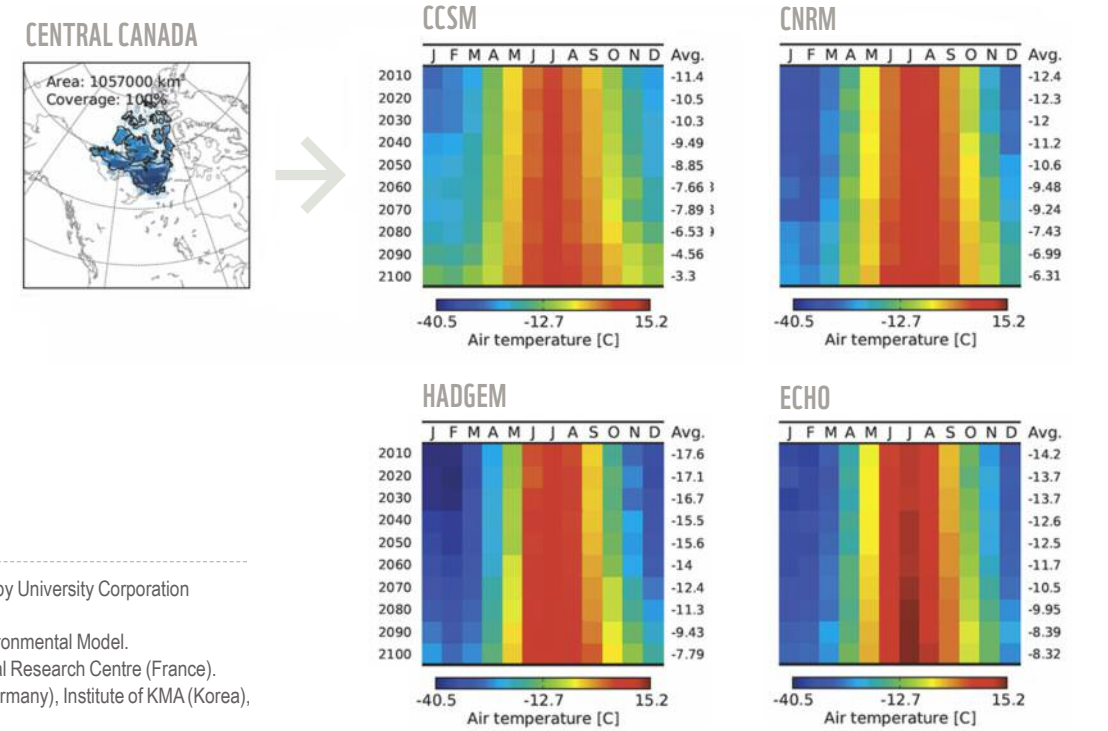 CENTRAL CANADA
Area: 1057000 km²
Coverage: 100%
CCSM
J F M A M J J A S O N D Avg.
2010 -11.4
2020 -10.5
2030 -10.3
2040 -9.49
2050 -8.85
2060 -7.66
2070 -7.89
2080 -6.53
2090 -4.56
2100 -3.3
-40.5 -12.7 15.2
Air temperature [C]
CNRM
J F M A M J J A S O N D Avg.
-12.4
-12.3
-12
-11.2
-10.6
-9.48
-9.24
-7.43
-6.99
-6.31
-40.5 -12.7 15.2
Air temperature [C]
HADGEM
J F M A M J J A S O N D Avg.
2010 -17.6
2020 -17.1
2030 -16.7
2040 -15.5
2050 -15.6
2060 -14
2070 -12.4
2080 -11.3
2090 -9.43
2100 -7.79
-40.5 -12.7 15.2
Air temperature [C]
ECHO
J F M A M J J A S O N D Avg.
-14.2
-13.7
-13.7
-12.6
-12.5
-11.7
-10.5
-9.95
-8.39
-8.32
-40.5 -12.7 15.2
Air temperature [C]
by University Corporation
ronmental Model.
al Research Centre (France).
ermany), Institute of KMA (Korea),